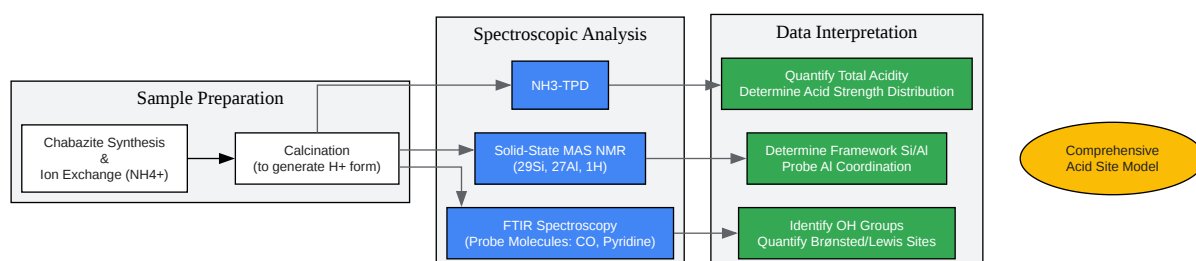 Sample Preparation
Chabazite Synthesis
&
Ion Exchange (NH4+)
Calcination
(to generate H+ form)
Spectroscopic Analysis
NH3-TPD
Solid-State MAS NMR
(29Si, 27Al, 1H)
FTIR Spectroscopy
(Probe Molecules: CO, Pyridine)
Data Interpretation
Quantify Total Acidity
Determine Acid Strength Distribution
Determine Framework Si/Al
Probe Al Coordination
Identify OH Groups
Quantify Brønsted/Lewis Sites
Comprehensive
Acid Site Model